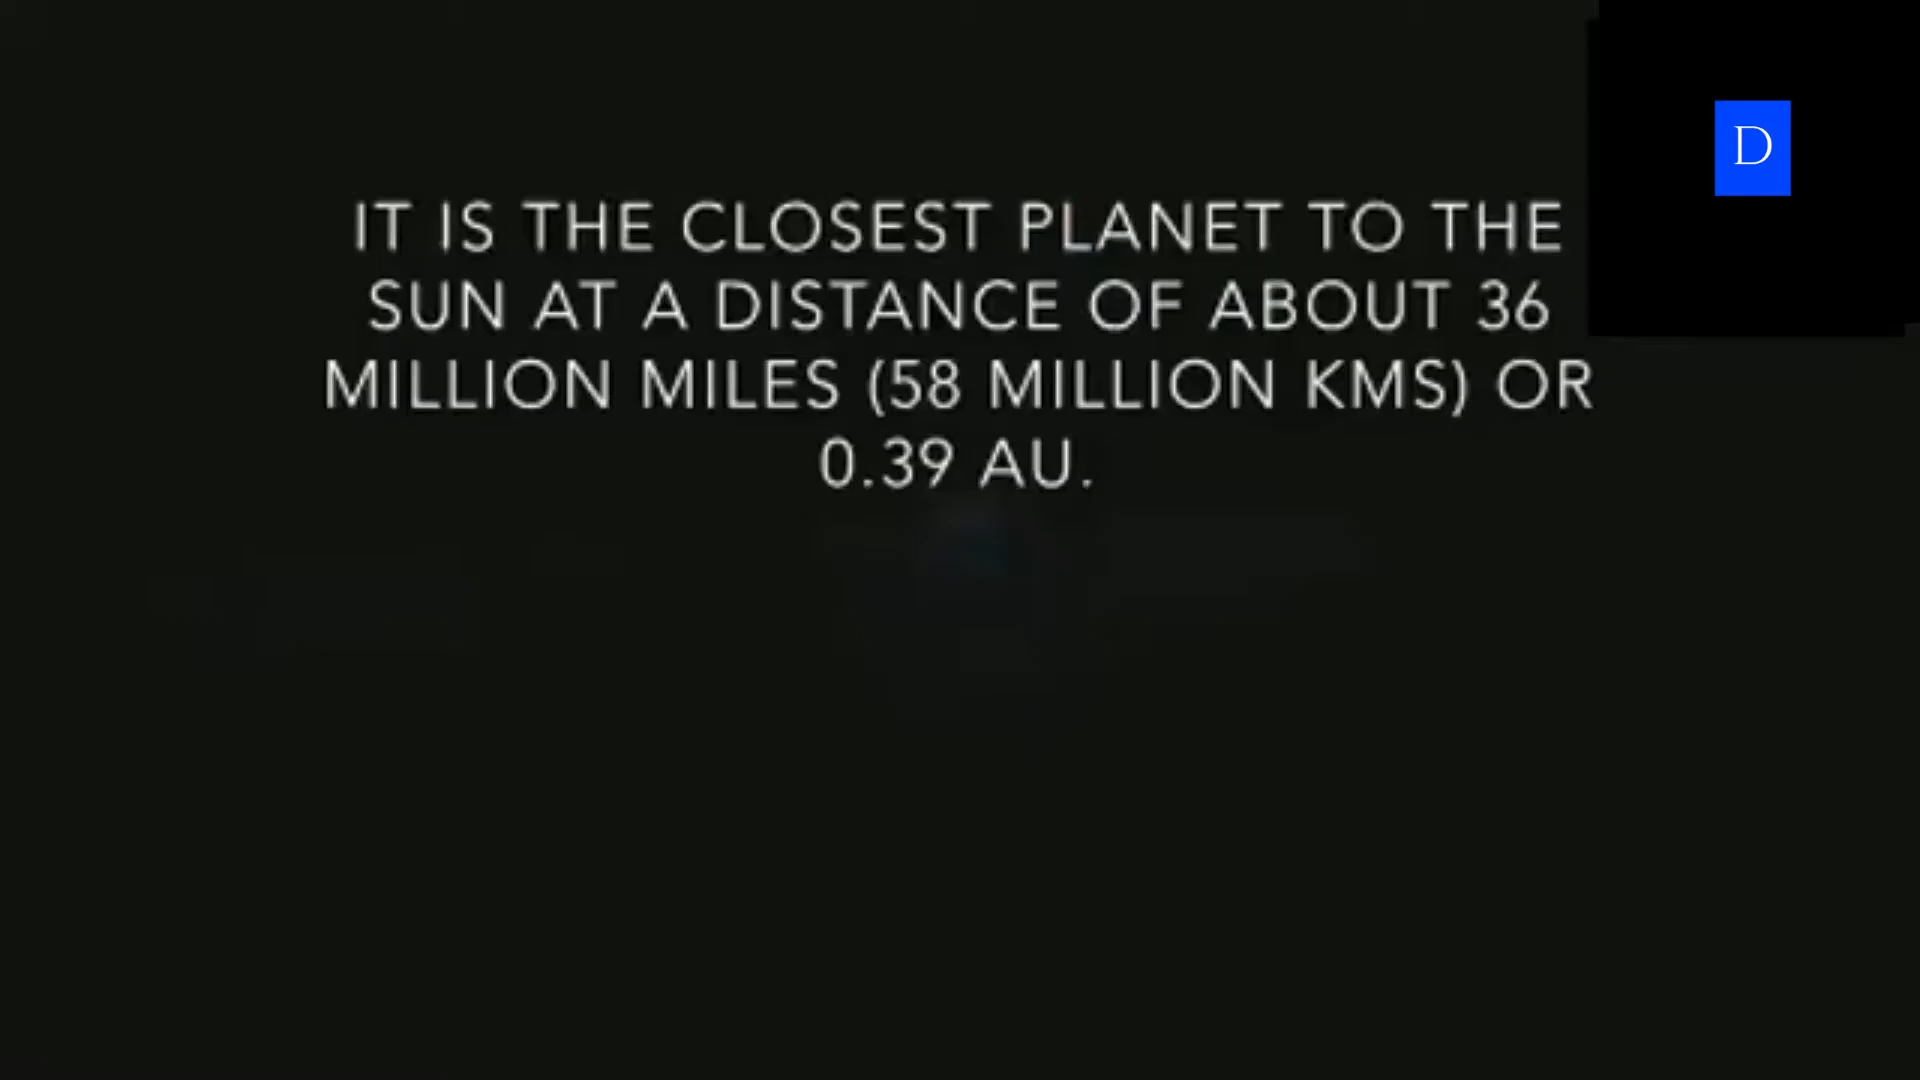 IT IS THE CLOSEST PLANET TO THE
SUN AT A DISTANCE OF ABOUT 36
MILLION MILES (58 MILLION KMS) OR
0.39 AU.
D